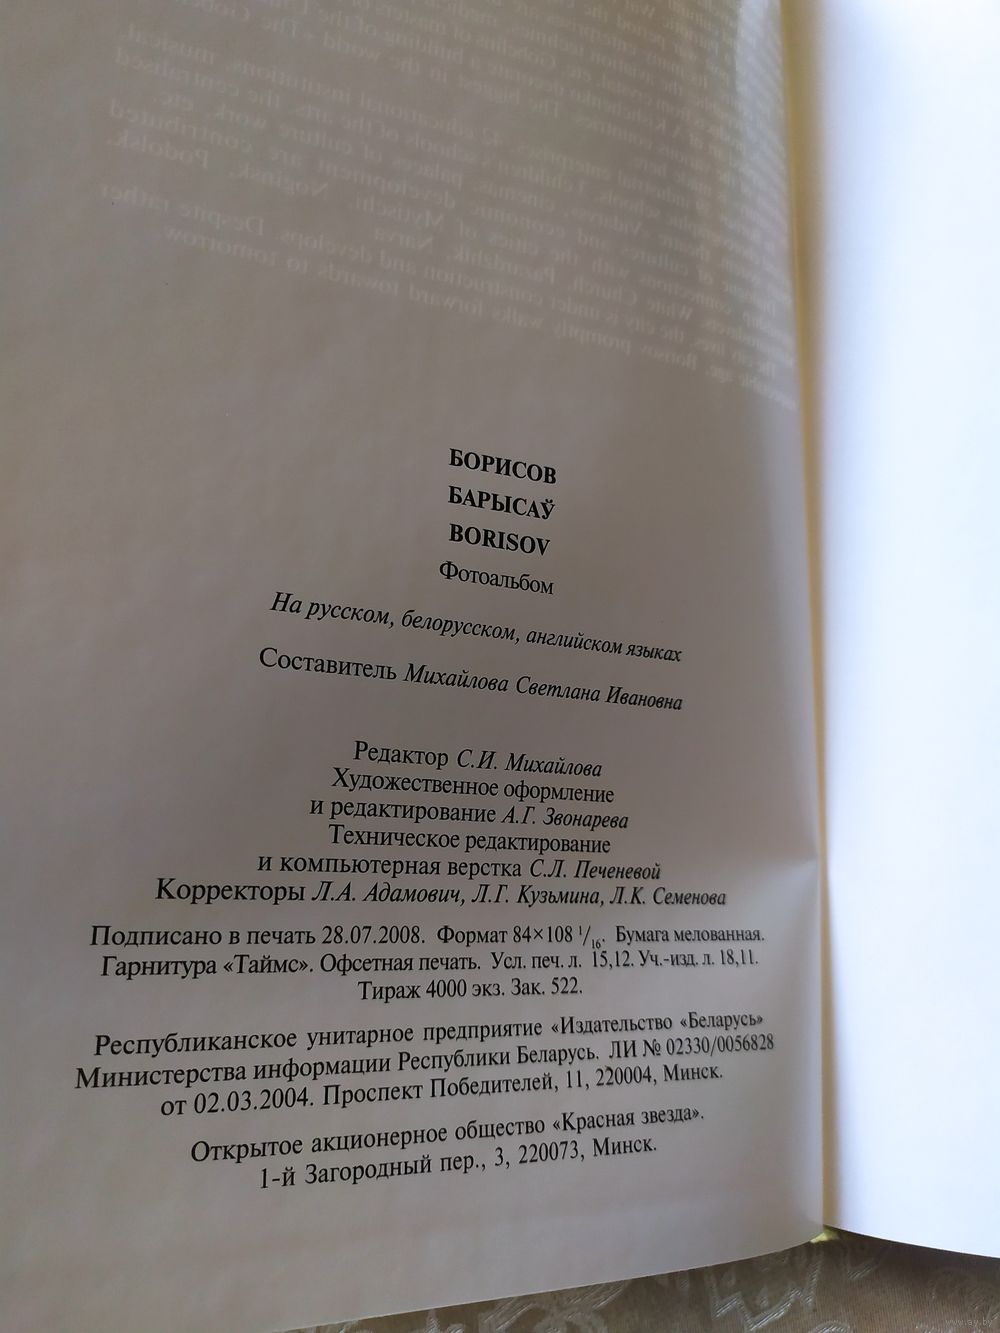 БОРИСОВ
БАРЫСАЎ
BORISOV
Фотоальбом
На русском, белорусском, английском языках
Составитель Михайлова Светлана Ивановна
Редактор С.И. Михайлова
Художественное оформление
и редактирование А.Г. Звонарева
Техническое редактирование
и компьютерная верстка С.Л. Печеневой
Корректоры Л.А. Адамович, Л.Г. Кузьмина, Л.К. Семенова
Подписано в печать 28.07.2008. Формат 84×108 1/16. Бумага мелованная.
Гарнитура «Таймс». Офсетная печать. Усл. печ. л. 15,12. Уч.-изд. л. 18,11.
Тираж 4000 экз. Зак. 522.
Республиканское унитарное предприятие «Издательство «Беларусь»
Министерства информации Республики Беларусь. ЛИ № 02330/0056828
от 02.03.2004. Проспект Победителей, 11, 220004, Минск.
Открытое акционерное общество «Красная звезда».
1-й Загородный пер., 3, 220073, Минск.
www.ay.by